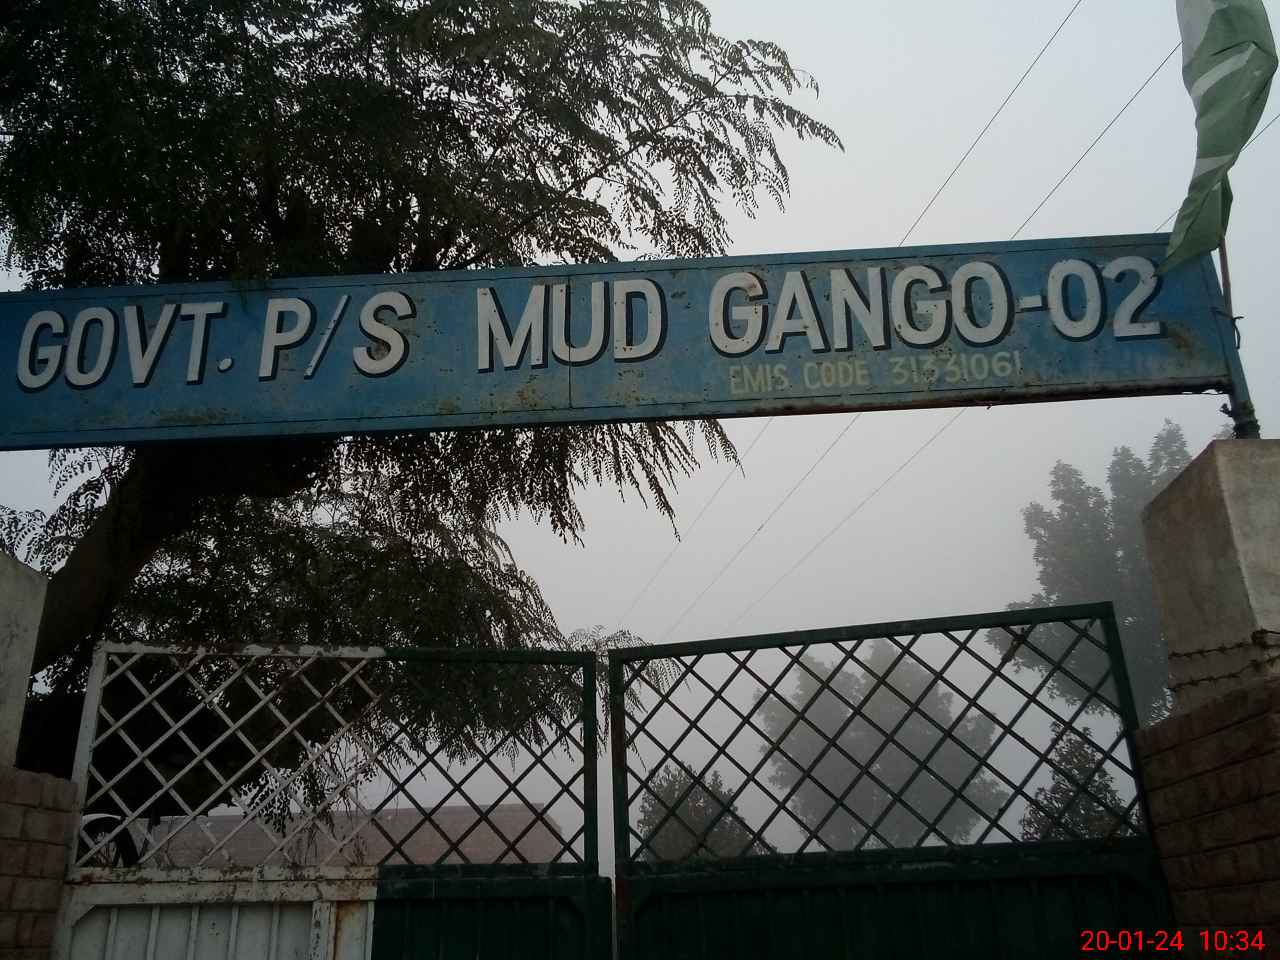 GOVT. P/S MUD GANGO-02
EMIS CODE 31331061
20-01-24 10:34